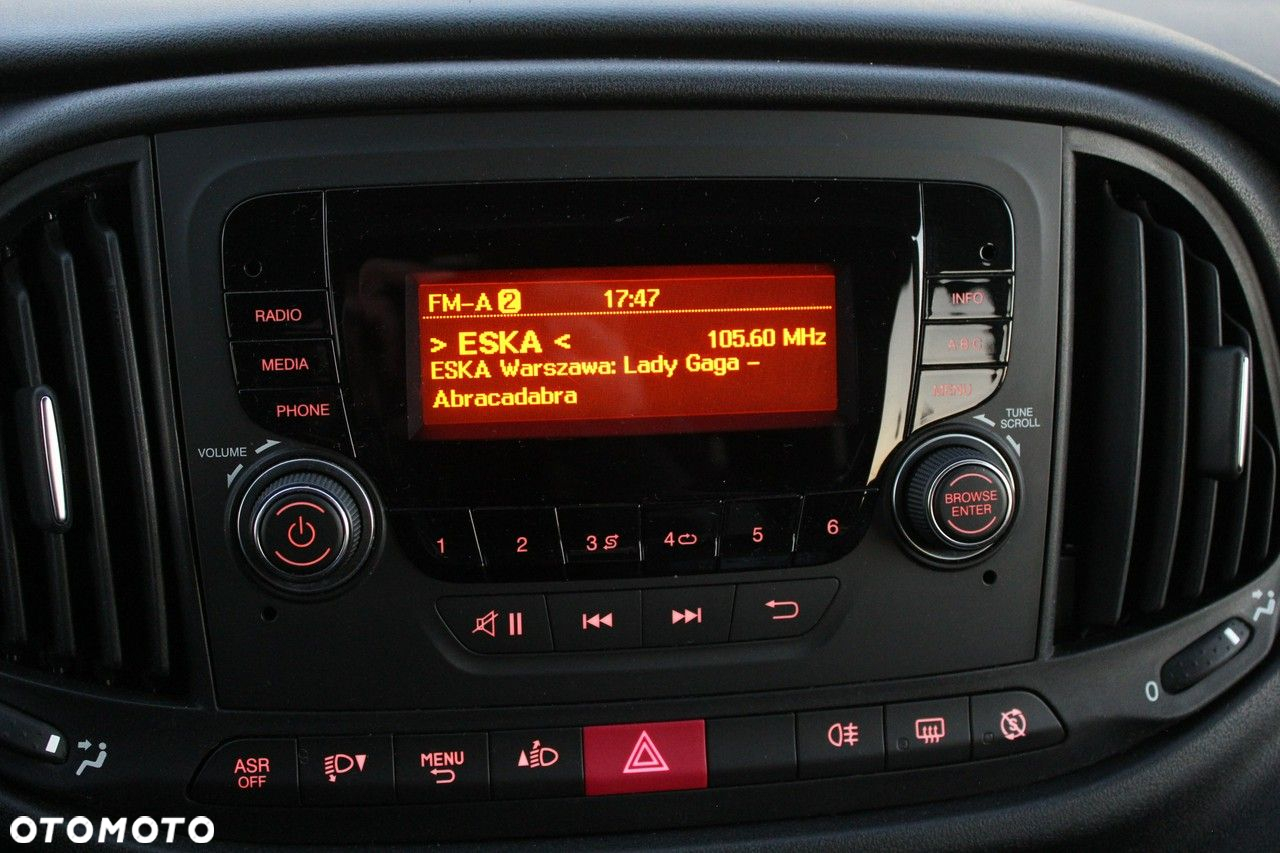 FM-A 2 17:47
> ESKA < 105.60 MHz
ESKA Warszawa: Lady Gaga -
Abracadabra
RADIO
MEDIA
PHONE
INFO
A-B-C
MENU
VOLUME
TUNE
SCROLL
BROWSE
ENTER
1 2 3 4 5 6
0
ASR
OFF
MENU
OTOMOTO